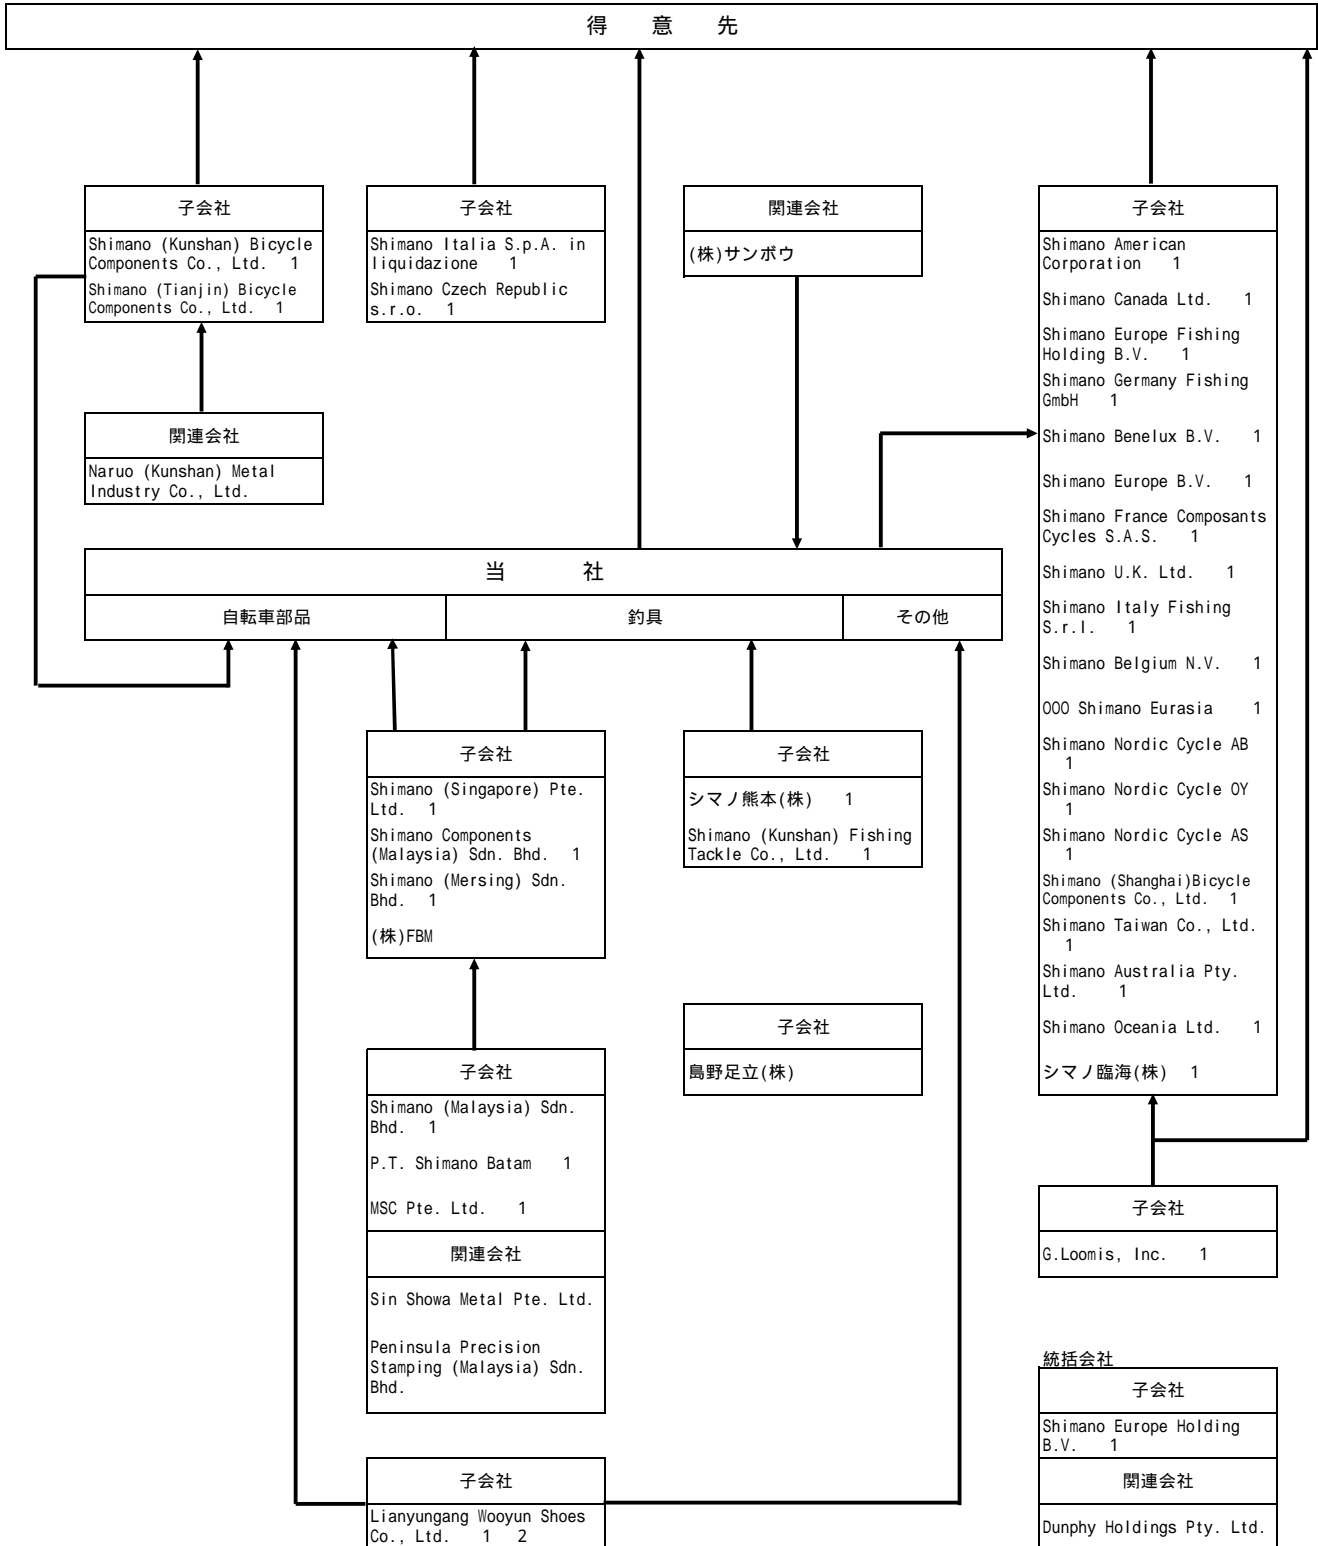 得 意 先
子会社
Shimano (Kunshan) Bicycle
Components Co., Ltd. 1
Shimano (Tianjin) Bicycle
Components Co., Ltd. 1
子会社
Shimano Italia S.p.A. in
liquidazione 1
Shimano Czech Republic
s.r.o. 1
関連会社
(株)サンボウ
子会社
Shimano American
Corporation 1
Shimano Canada Ltd. 1
Shimano Europe Fishing
Holding B.V. 1
Shimano Germany Fishing
GmbH 1
Shimano Benelux B.V. 1
Shimano Europe B.V. 1
Shimano France Composants
Cycles S.A.S. 1
Shimano U.K. Ltd. 1
Shimano Italy Fishing
S.r.l. 1
Shimano Belgium N.V. 1
OOO Shimano Eurasia 1
Shimano Nordic Cycle AB
1
Shimano Nordic Cycle OY
1
Shimano Nordic Cycle AS
1
Shimano (Shanghai)Bicycle
Components Co., Ltd. 1
Shimano Taiwan Co., Ltd.
1
Shimano Australia Pty.
Ltd. 1
Shimano Oceania Ltd. 1
シマノ臨海(株) 1
関連会社
Naruo (Kunshan) Metal
Industry Co., Ltd.
当 社
自転車部品 釣具 その他
子会社
Shimano (Singapore) Pte.
Ltd. 1
Shimano Components
(Malaysia) Sdn. Bhd. 1
Shimano (Mersing) Sdn.
Bhd. 1
(株)FBM
子会社
シマノ熊本(株) 1
Shimano (Kunshan) Fishing
Tackle Co., Ltd. 1
子会社
島野足立(株)
子会社
Shimano (Malaysia) Sdn.
Bhd. 1
P.T. Shimano Batam 1
MSC Pte. Ltd. 1
関連会社
Sin Showa Metal Pte. Ltd.
Peninsula Precision
Stamping (Malaysia) Sdn.
Bhd.
子会社
G.Loomis, Inc. 1
統括会社
子会社
Shimano Europe Holding
B.V. 1
関連会社
Dunphy Holdings Pty. Ltd.
子会社
Lianyungang Wooyun Shoes
Co., Ltd. 1 2